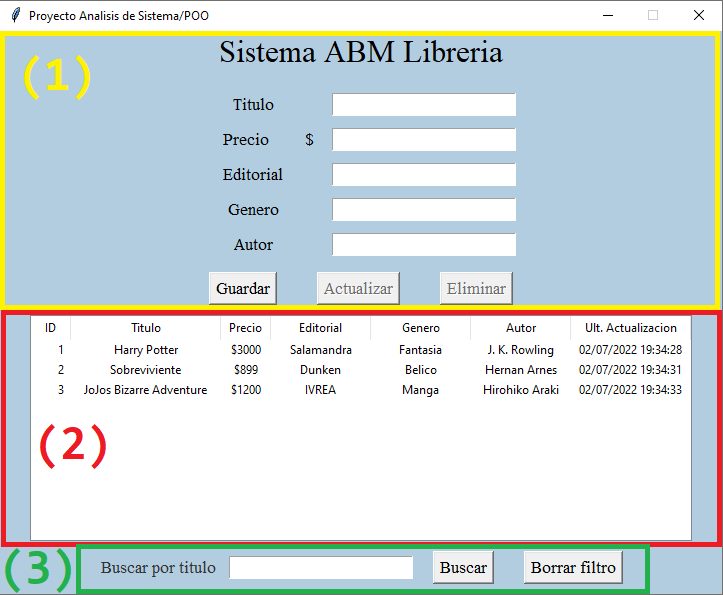 Proyecto Analisis de Sistema/POO
(1)
Sistema ABM Libreria
Titulo
Precio $
Editorial
Genero
Autor
Guardar Actualizar Eliminar
ID Titulo Precio Editorial Genero Autor Ult. Actualizacion
1 Harry Potter $3000 Salamandra Fantasia J. K. Rowling 02/07/2022 19:34:28
2 Sobreviviente $899 Dunken Belico Hernan Arnes 02/07/2022 19:34:31
3 JoJos Bizarre Adventure $1200 IVREA Manga Hirohiko Araki 02/07/2022 19:34:33
(2)
(3) Buscar por titulo Buscar Borrar filtro